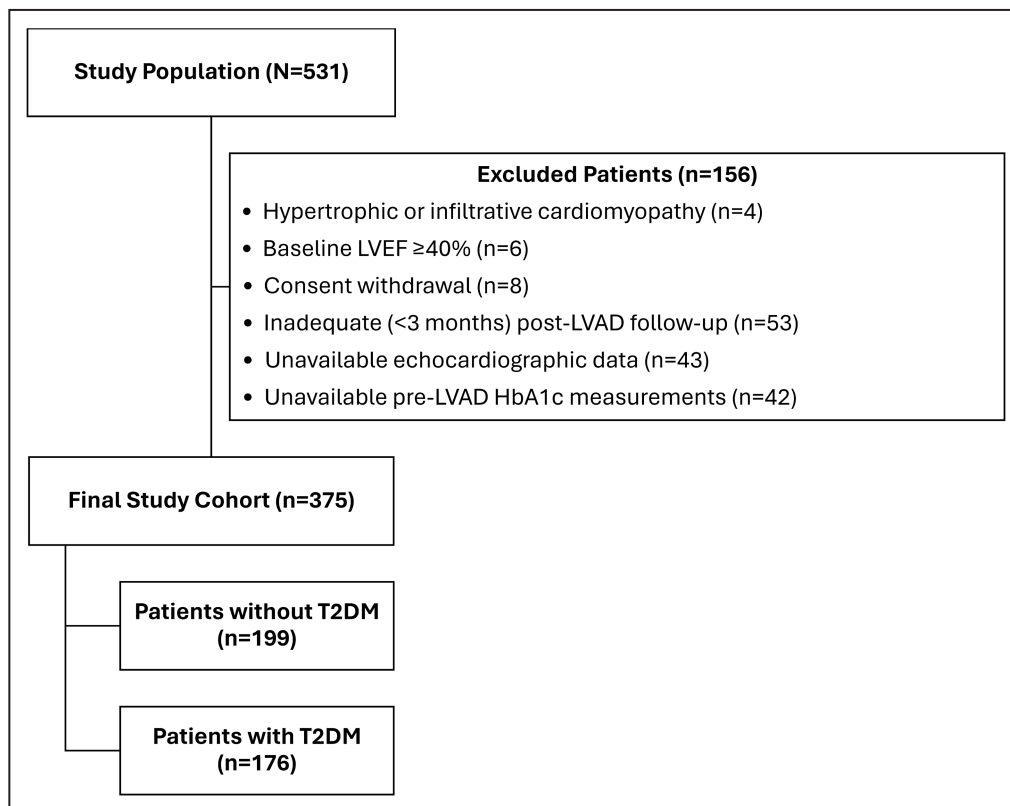 Study Population (N=531)
Excluded Patients (n=156)
• Hypertrophic or infiltrative cardiomyopathy (n=4)
• Baseline LVEF ≥40% (n=6)
• Consent withdrawal (n=8)
• Inadequate (<3 months) post-LVAD follow-up (n=53)
• Unavailable echocardiographic data (n=43)
• Unavailable pre-LVAD HbA1c measurements (n=42)
Final Study Cohort (n=375)
Patients without T2DM
(n=199)
Patients with T2DM
(n=176)